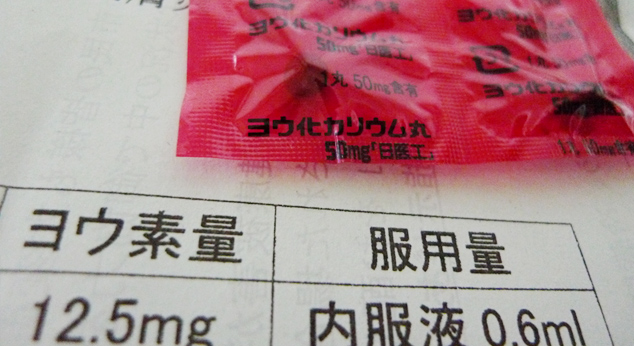 ヨウ化カリウム丸
50mg「日医工」
1丸 50mg含有
ヨウ化カリウム丸
50mg「日医工」
ヨウ素量 服用量
12.5mg 内服液 0.6ml